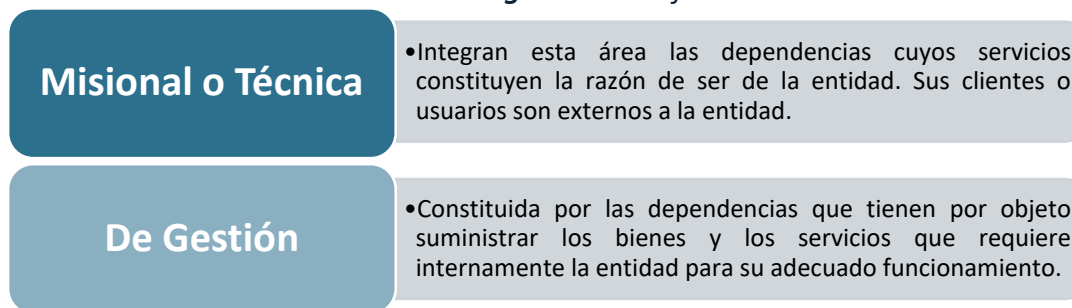 Misional o Técnica
•Integran esta área las dependencias cuyos servicios
constituyen la razón de ser de la entidad. Sus clientes o
usuarios son externos a la entidad.
De Gestión
•Constituida por las dependencias que tienen por objeto
suministrar los bienes y los servicios que requiere
internamente la entidad para su adecuado funcionamiento.